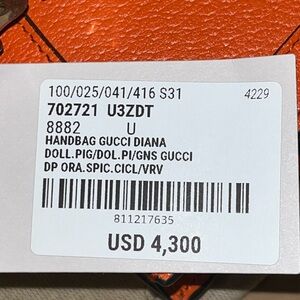 100/025/041/416 S31 4229
702721 U3ZDT
8882 U
HANDBAG GUCCI DIANA
DOLL.PIG/DOL.PI/GNS GUCCI
DP ORA.SPIC.CICL/VRV
811217635
USD 4,300